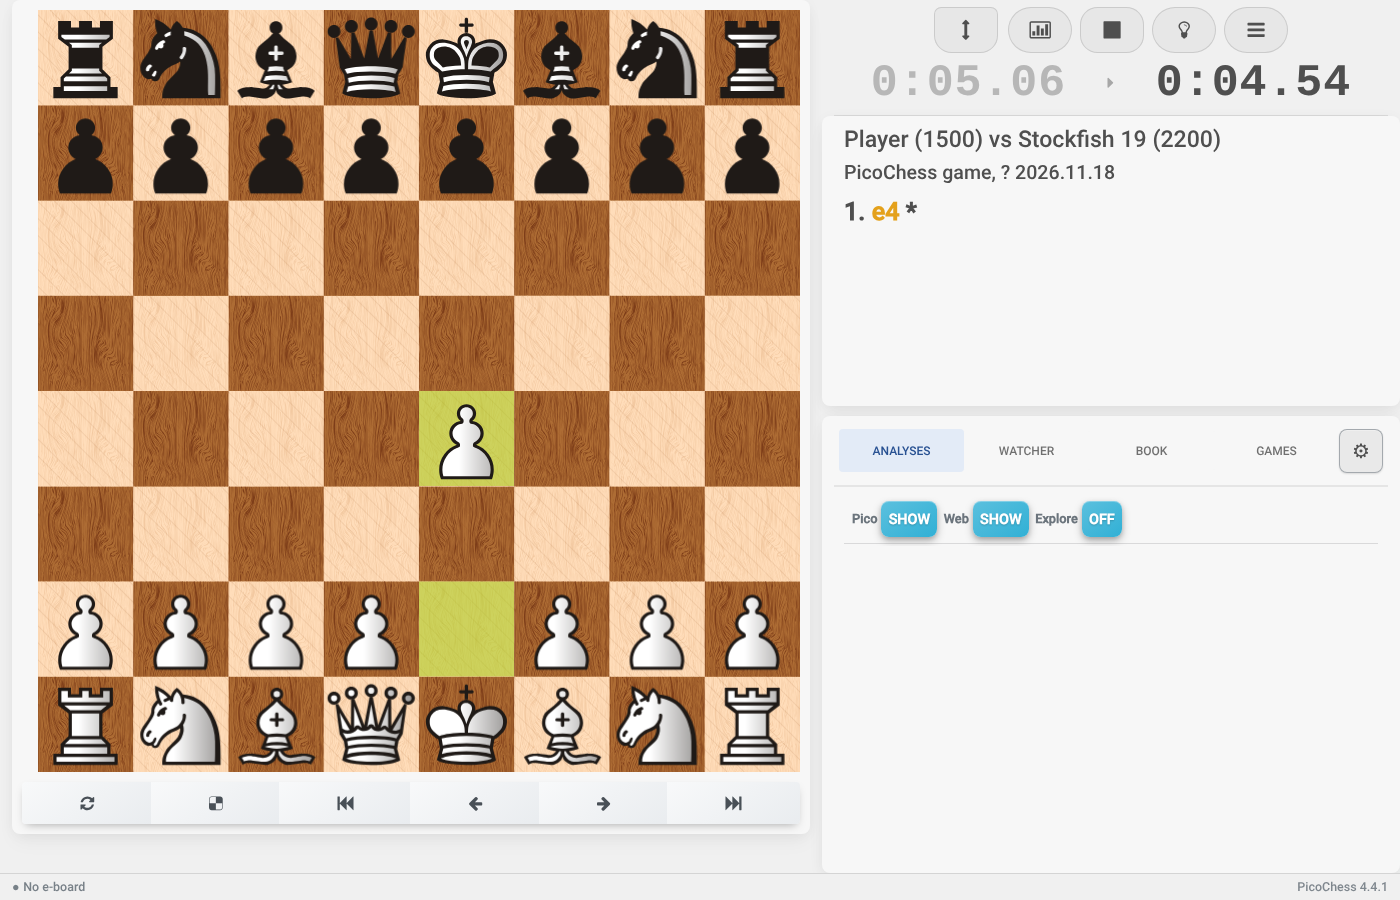 0:05.06 0:04.54
Player (1500) vs Stockfish 19 (2200)
PicoChess game, ? 2026.11.18
1. e4 *
ANALYSES WATCHER BOOK GAMES
Pico SHOW Web SHOW Explore OFF
No e-board PicoChess 4.4.1